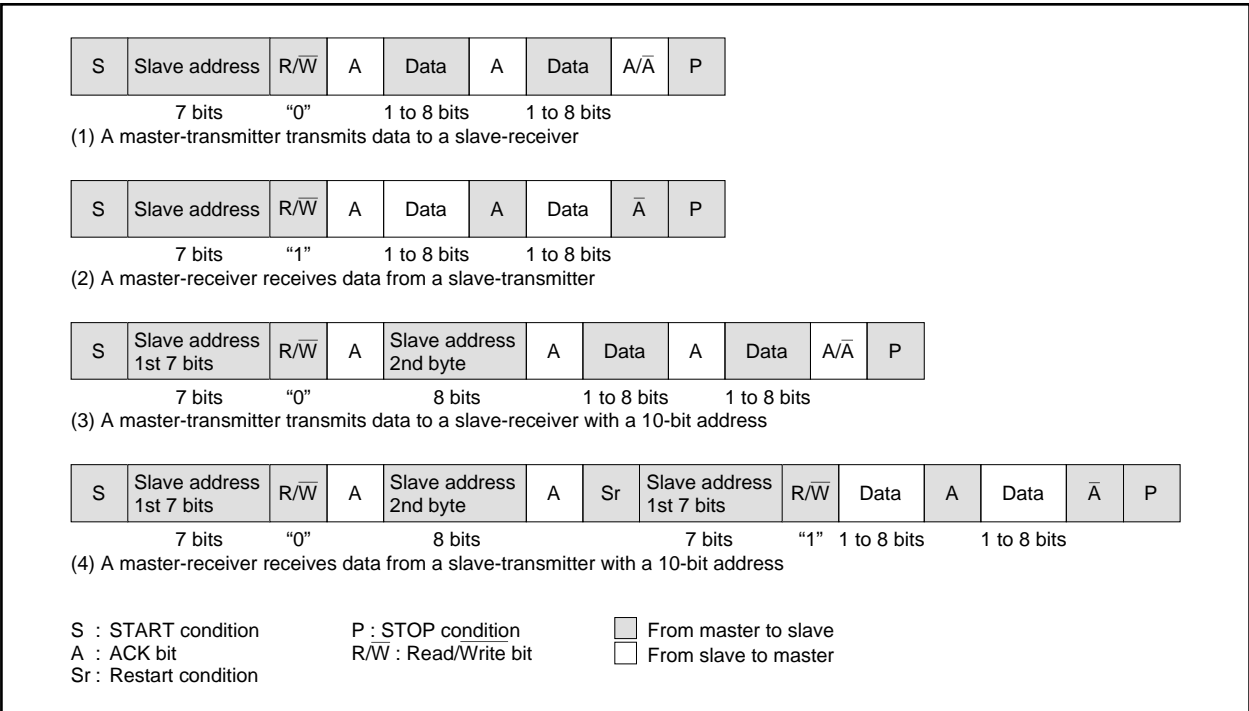 S Slave address R/W̅ A Data A Data A/A̅ P
7 bits “0” 1 to 8 bits 1 to 8 bits
(1) A master-transmitter transmits data to a slave-receiver
S Slave address R/W̅ A Data A Data A̅ P
7 bits “1” 1 to 8 bits 1 to 8 bits
(2) A master-receiver receives data from a slave-transmitter
S Slave address 1st 7 bits R/W̅ A Slave address 2nd byte A Data A Data A/A̅ P
7 bits “0” 8 bits 1 to 8 bits 1 to 8 bits
(3) A master-transmitter transmits data to a slave-receiver with a 10-bit address
S Slave address 1st 7 bits R/W̅ A Slave address 2nd byte A Sr Slave address 1st 7 bits R/W̅ Data A Data A̅ P
7 bits “0” 8 bits 7 bits “1” 1 to 8 bits 1 to 8 bits
(4) A master-receiver receives data from a slave-transmitter with a 10-bit address
S : START condition P : STOP condition From master to slave
A : ACK bit R/W̅ : Read/W̅r̅i̅t̅e̅ bit From slave to master
Sr : Restart condition